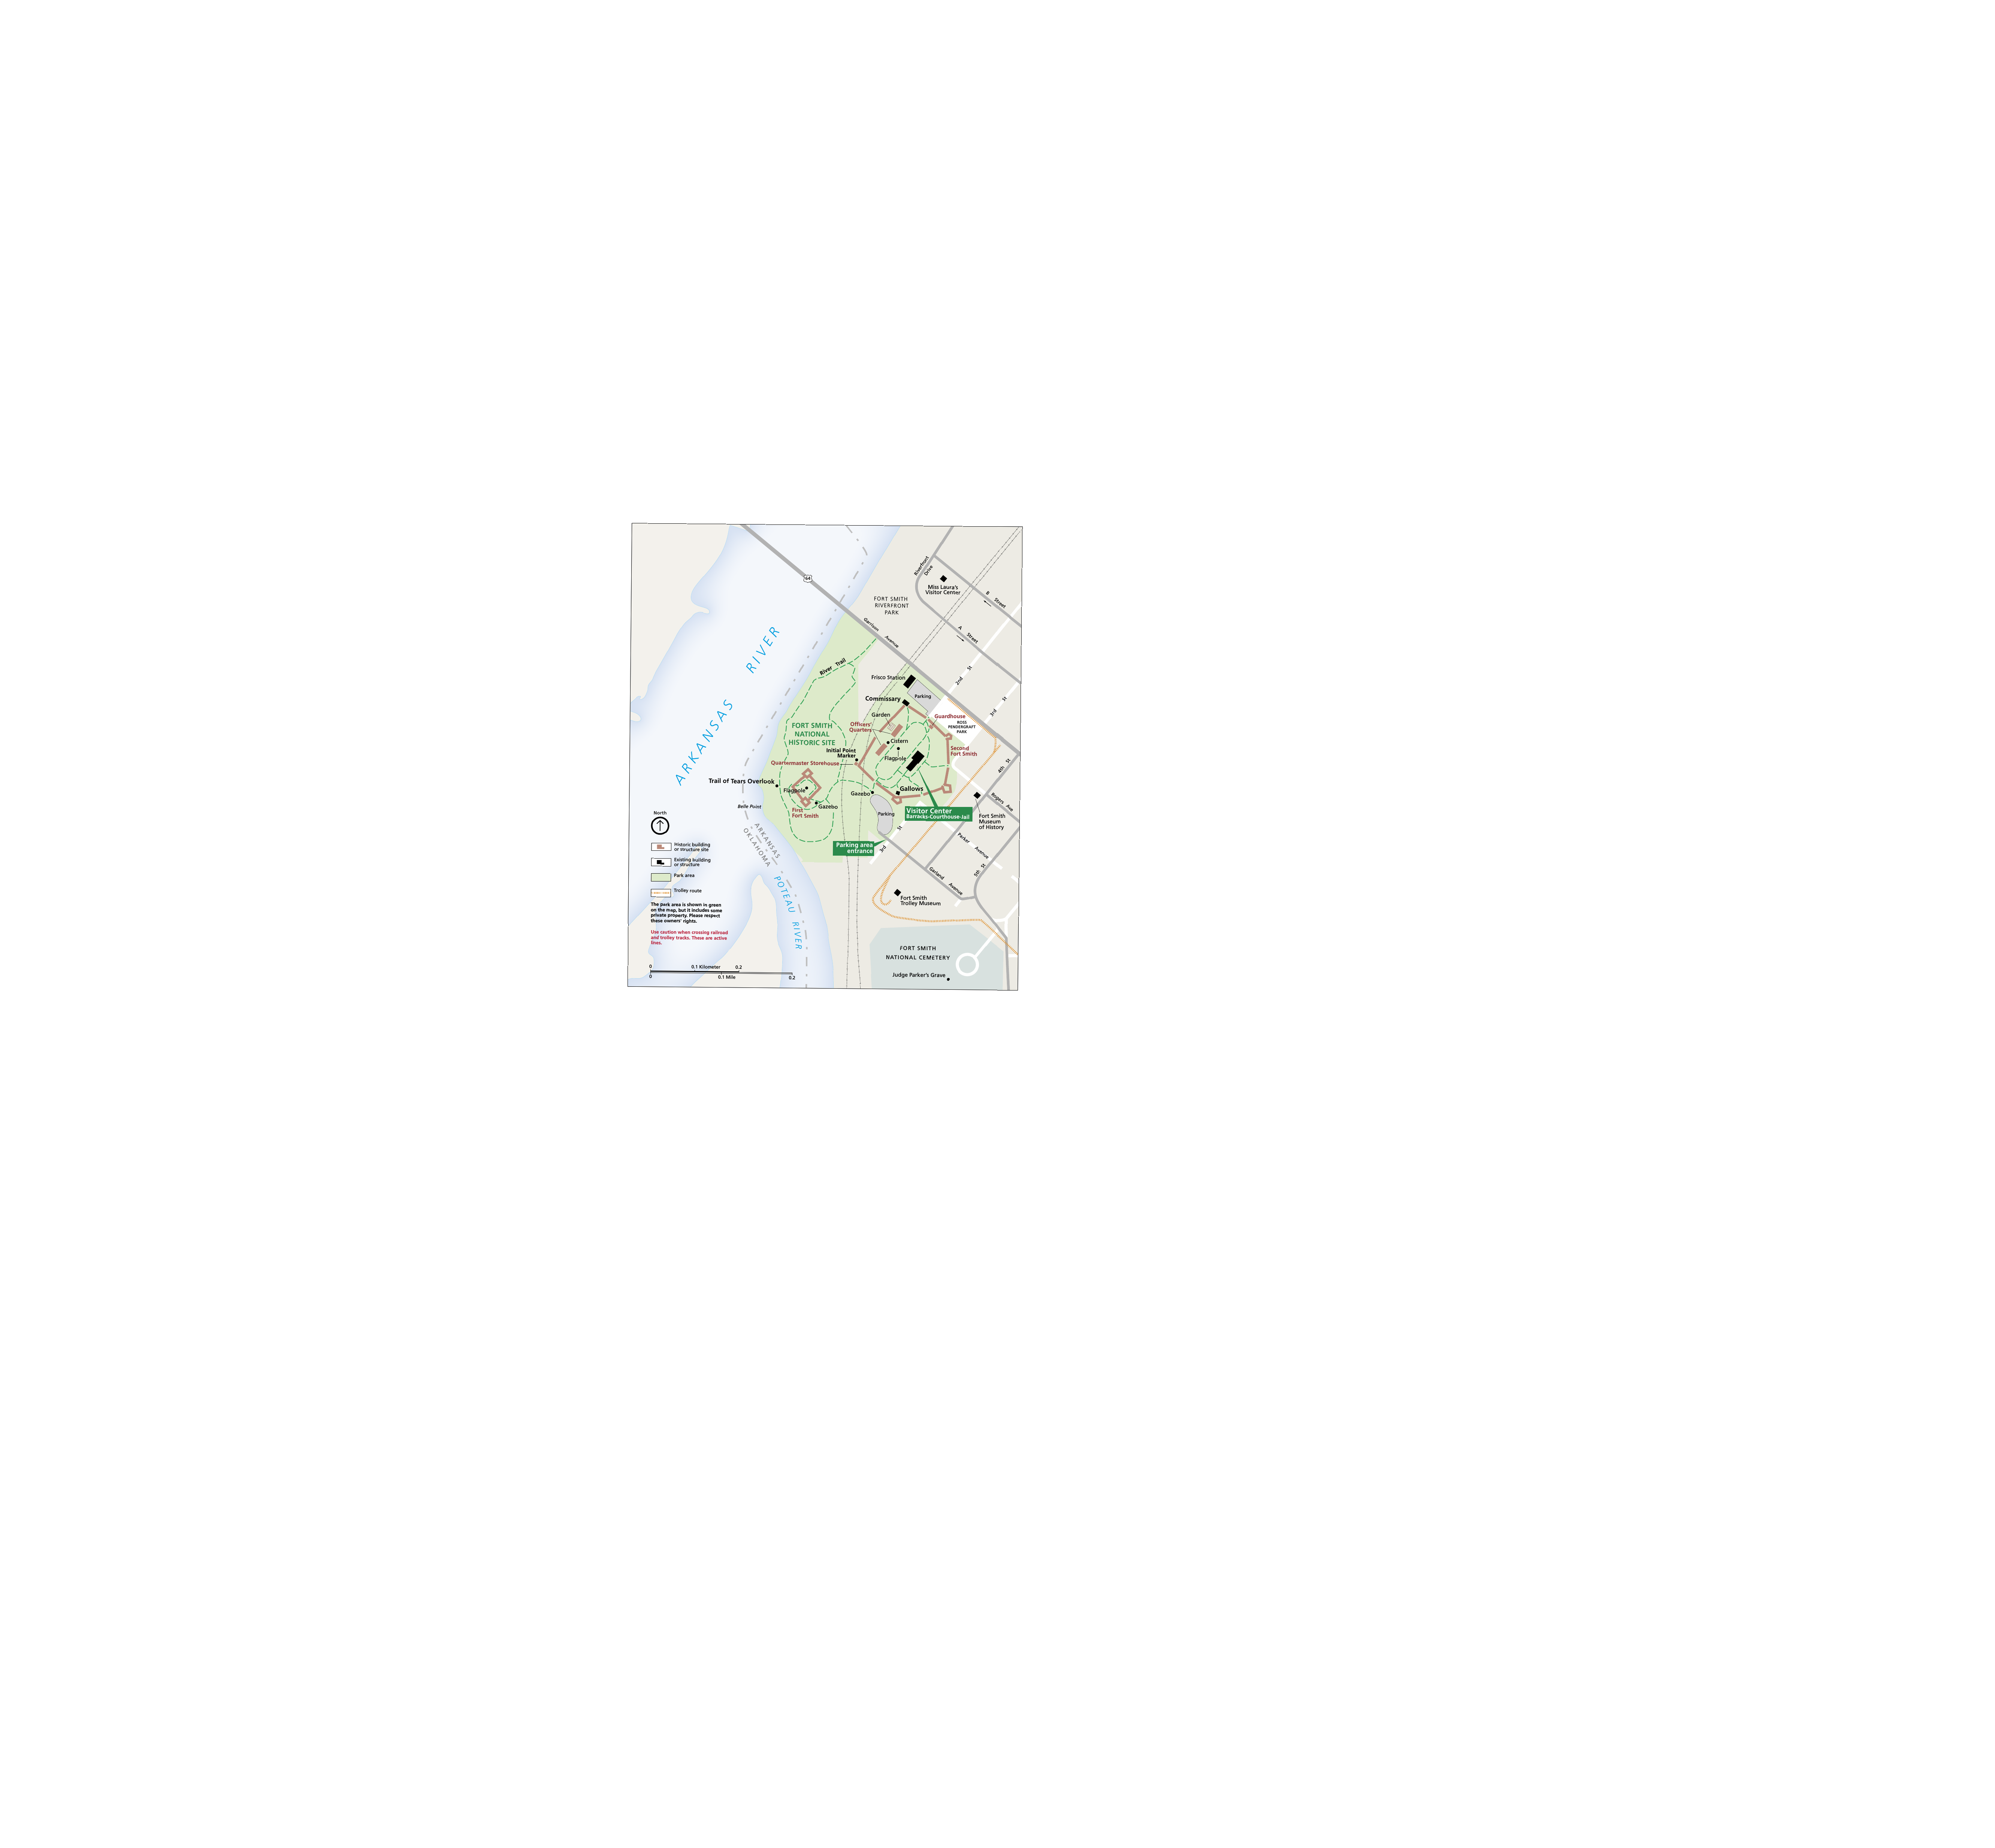 64
Riverfront
Drive
Miss Laura's
Visitor Center
B Street
FORT SMITH
RIVERFRONT
PARK
Garrison Avenue
A Street
ARKANSAS RIVER
River Trail
2nd St
Frisco Station
Parking
Commissary
3rd St
Garden
Guardhouse
ROSS
PENDERGRAFT
PARK
FORT SMITH
NATIONAL
HISTORIC SITE
Officers'
Quarters
Cistern
Initial Point
Marker
Second
Fort Smith
Flagpole
Quartermaster Storehouse
4th St
Trail of Tears Overlook
Flagpole
Gazebo
Gallows
Rogers Ave
Belle Point
Gazebo
First
Fort Smith
Visitor Center
Barracks-Courthouse-Jail
Parking
Fort Smith
Museum
of History
ARKANSAS
OKLAHOMA
3rd St
Parker Avenue
Parking area
entrance
5th St
Garland Avenue
POTEAU RIVER
Fort Smith
Trolley Museum
FORT SMITH
NATIONAL CEMETERY
Judge Parker's Grave
North
Historic building
or structure site
Existing building
or structure
Park area
Trolley route
The park area is shown in green
on the map, but it includes some
private property. Please respect
these owners' rights.
Use caution when crossing railroad
and trolley tracks. These are active
lines.
0 0.1 Kilometer 0.2
0 0.1 Mile 0.2